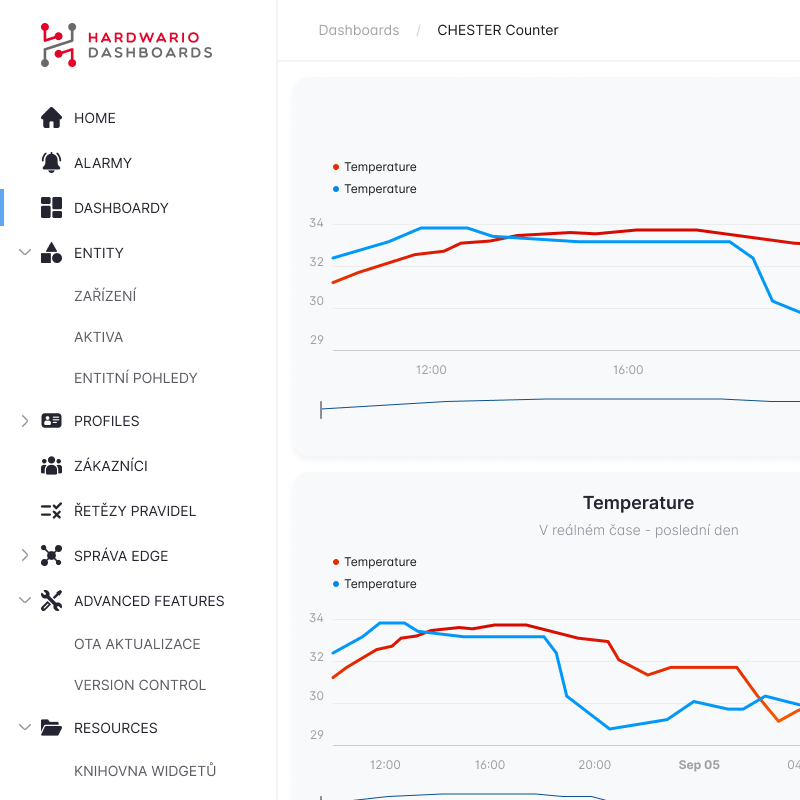 HARDWARIO
DASHBOARDS
HOME
ALARMY
DASHBOARDY
ENTITY
ZAŘÍZENÍ
AKTIVA
ENTITNÍ POHLEDY
PROFILES
ZÁKAZNÍCI
ŘETĚZY PRAVIDEL
SPRÁVA EDGE
ADVANCED FEATURES
OTA AKTUALIZACE
VERSION CONTROL
RESOURCES
KNIHOVNA WIDGETŮ
Dashboards / CHESTER Counter
Temperature
Temperature
34
32
30
29
12:00 16:00
Temperature
V reálném čase - poslední den
Temperature
Temperature
34
32
30
29
12:00 16:00 20:00 Sep 05 04